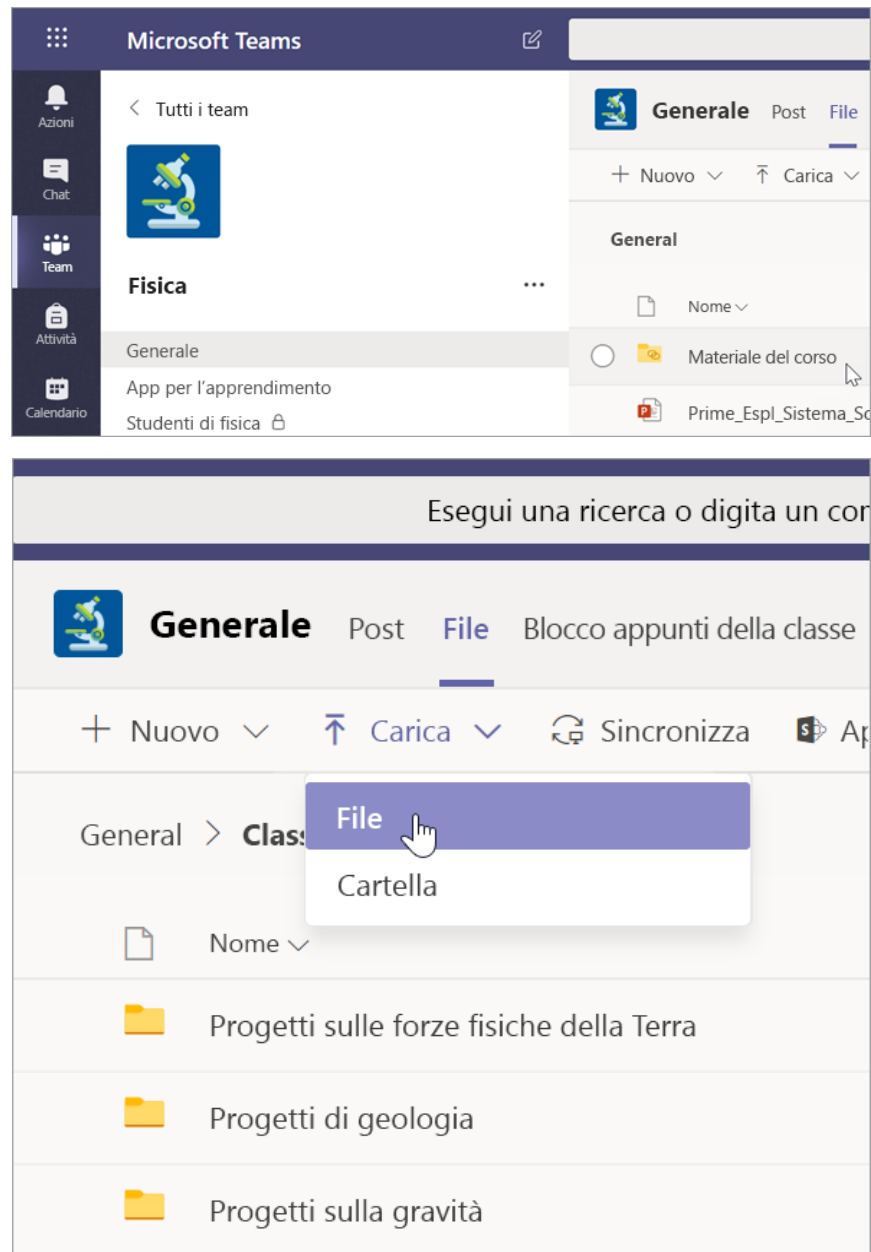 Microsoft Teams
Azioni
Chat
Team
Attività
Calendario
Tutti i team
Fisica
Generale
App per l'apprendimento
Studenti di fisica
Generale Post File
Nuovo Carica
General
Nome
Materiale del corso
Prime_Espl_Sistema_
Esegui una ricerca o digita un
Generale Post File Blocco appunti della classe
Nuovo Carica Sincronizza
File
Cartella
General >
Nome
Progetti sulle forze fisiche della Terra
Progetti di geologia
Progetti sulla gravità